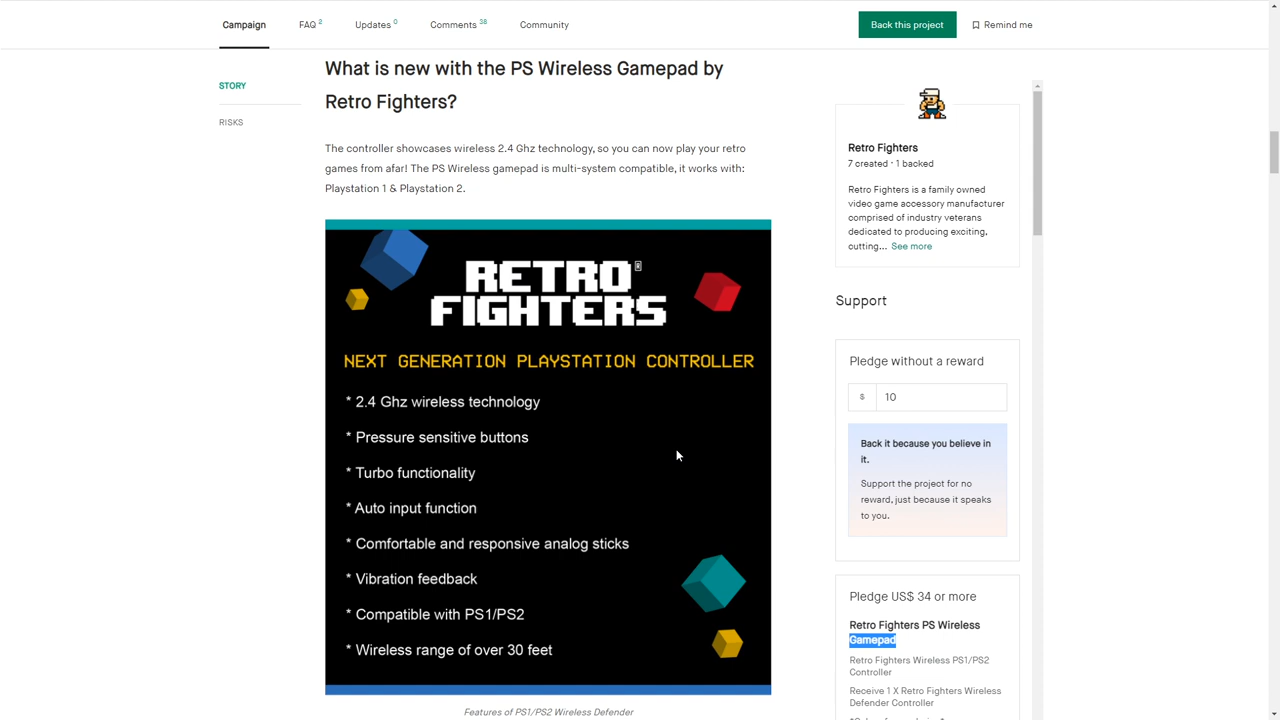 Campaign
FAQ 2
Updates 0
Comments 38
Community
Back this project
Remind me
STORY
RISKS
What is new with the PS Wireless Gamepad by
Retro Fighters?
The controller showcases wireless 2.4 Ghz technology, so you can now play your retro
games from afar! The PS Wireless gamepad is multi-system compatible, it works with:
Playstation 1 & Playstation 2.
RETRO
FIGHTERS
NEXT GENERATION PLAYSTATION CONTROLLER
* 2.4 Ghz wireless technology
* Pressure sensitive buttons
* Turbo functionality
* Auto input function
* Comfortable and responsive analog sticks
* Vibration feedback
* Compatible with PS1/PS2
* Wireless range of over 30 feet
Features of PS1/PS2 Wireless Defender
Retro Fighters
7 created · 1 backed
Retro Fighters is a family owned
video game accessory manufacturer
comprised of industry veterans
dedicated to producing exciting,
cutting... See more
Support
Pledge without a reward
$ 10
Back it because you believe in
it.
Support the project for no
reward, just because it speaks
to you.
Pledge US$ 34 or more
Retro Fighters PS Wireless
Gamepad
Retro Fighters Wireless PS1/PS2
Controller
Receive 1 X Retro Fighters Wireless
Defender Controller